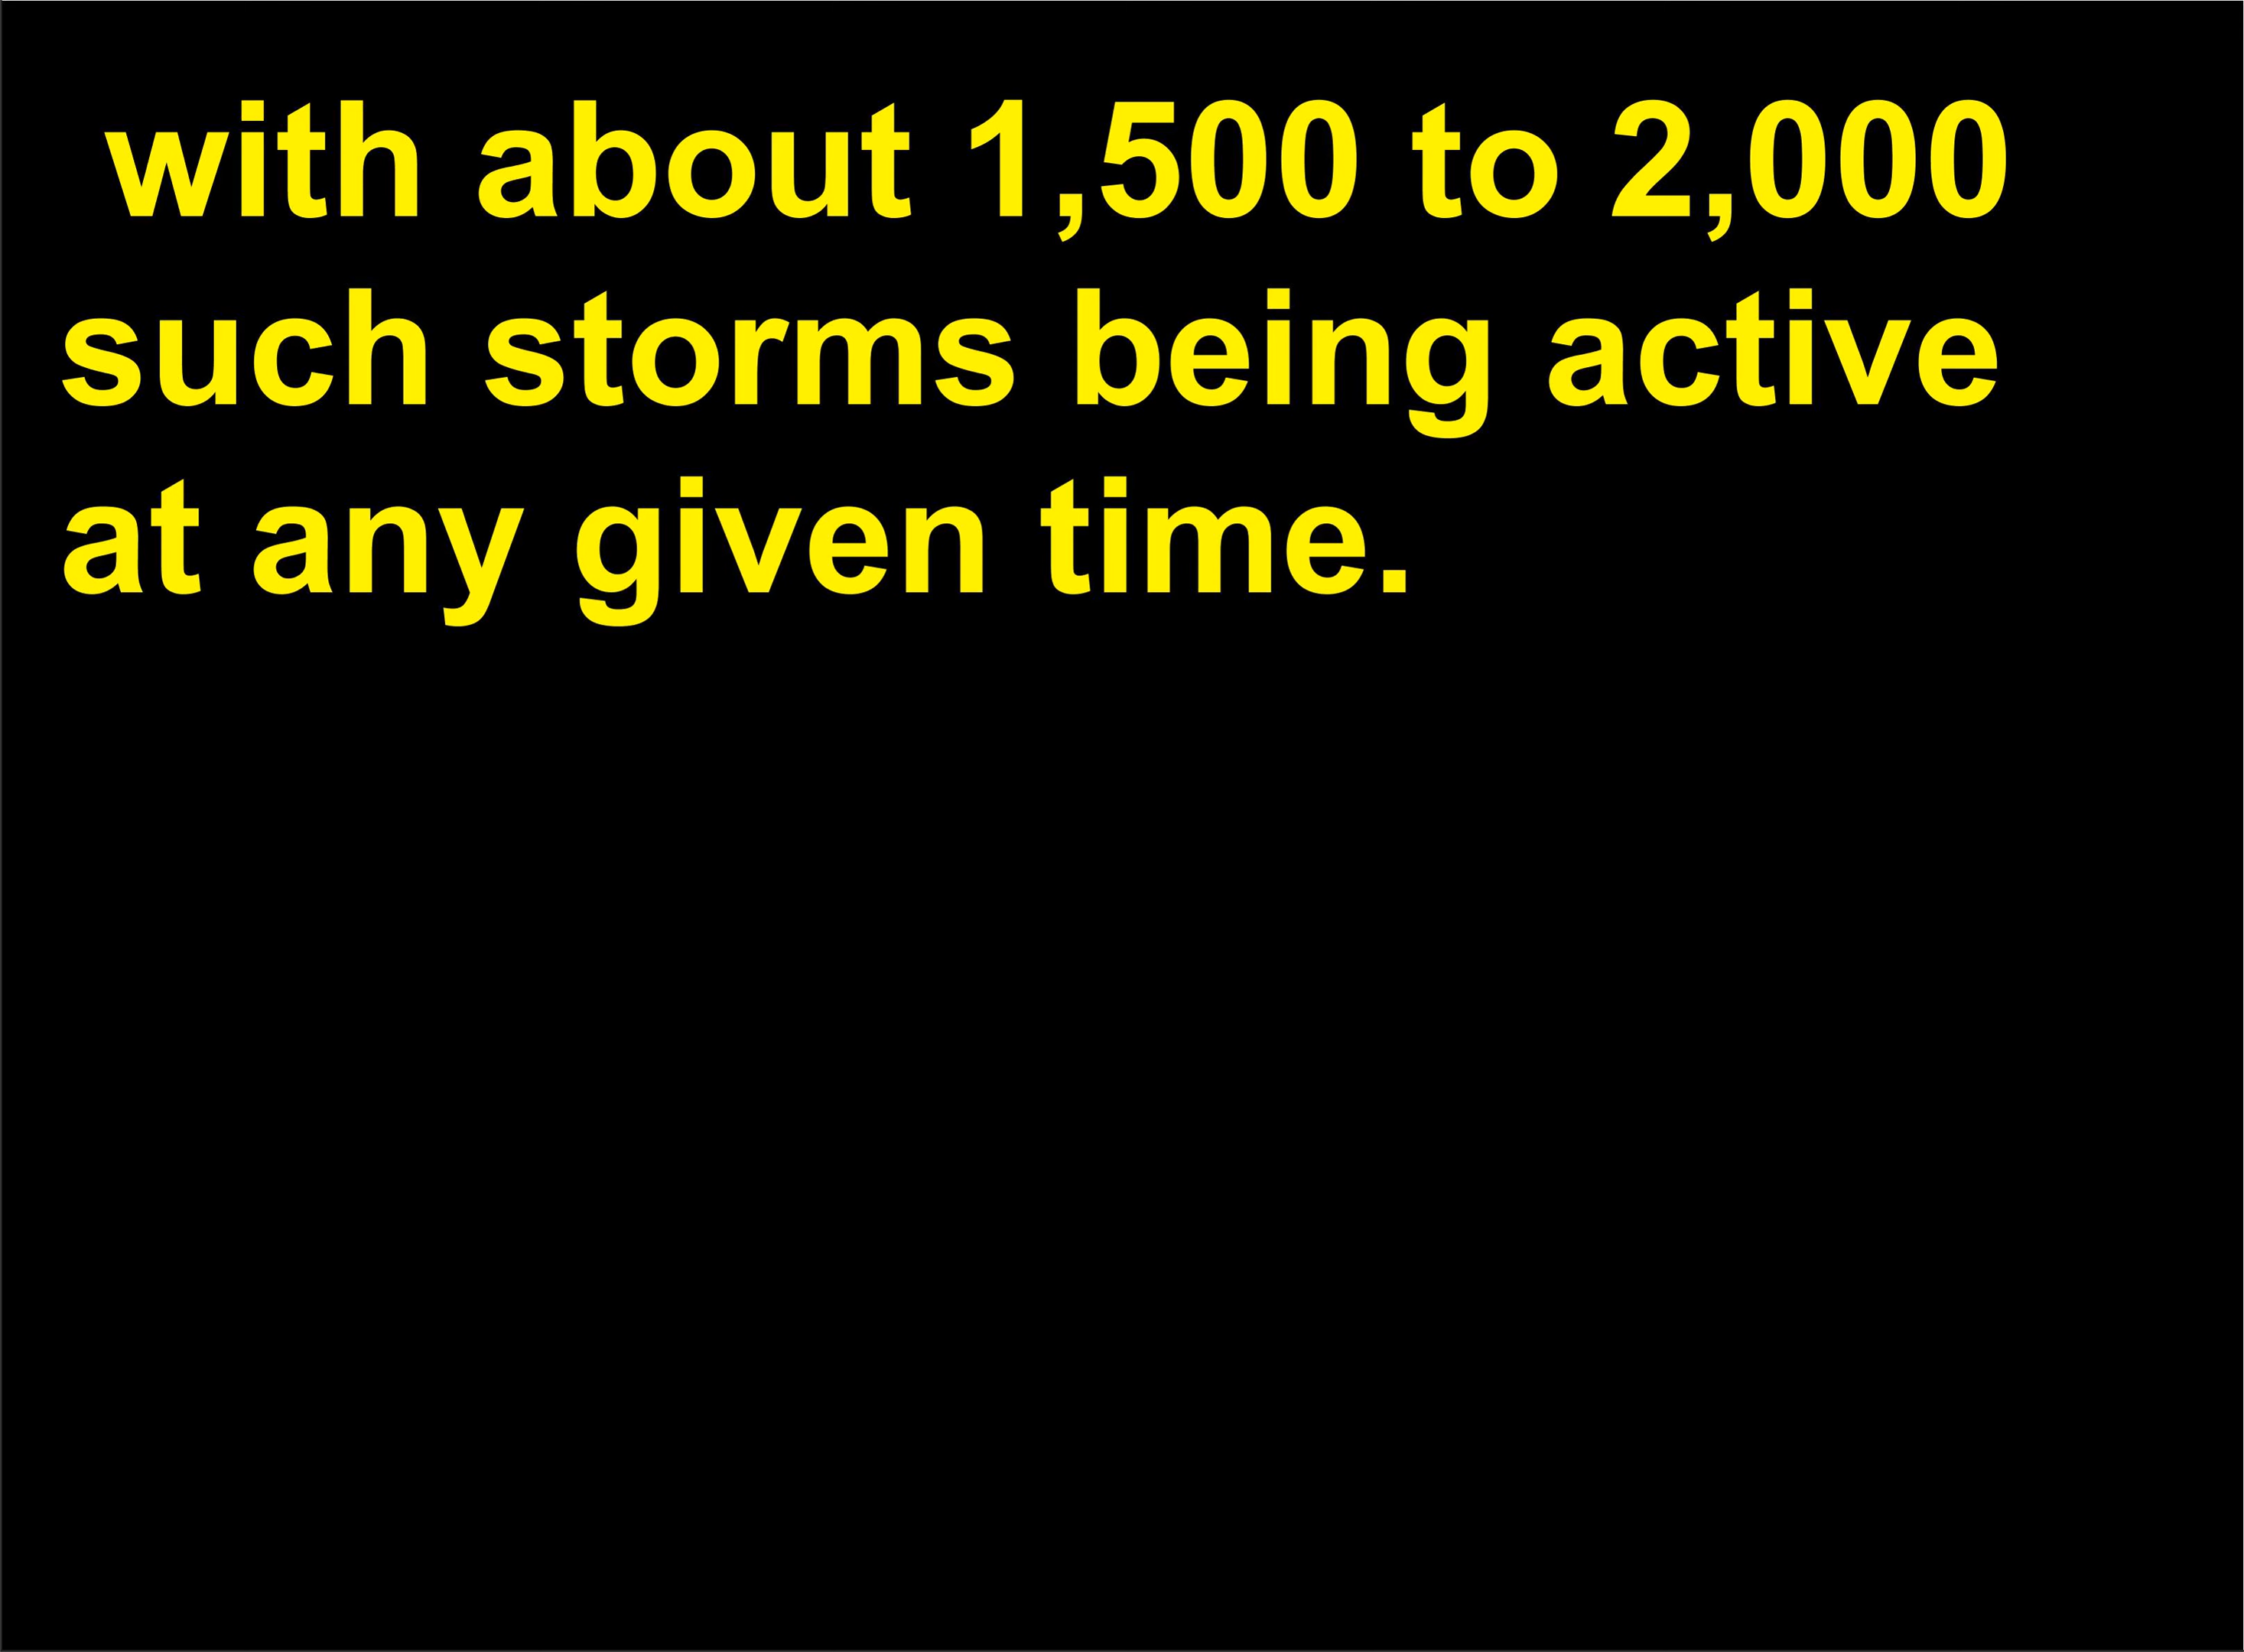 with about 1,500 to 2,000
such storms being active
at any given time.